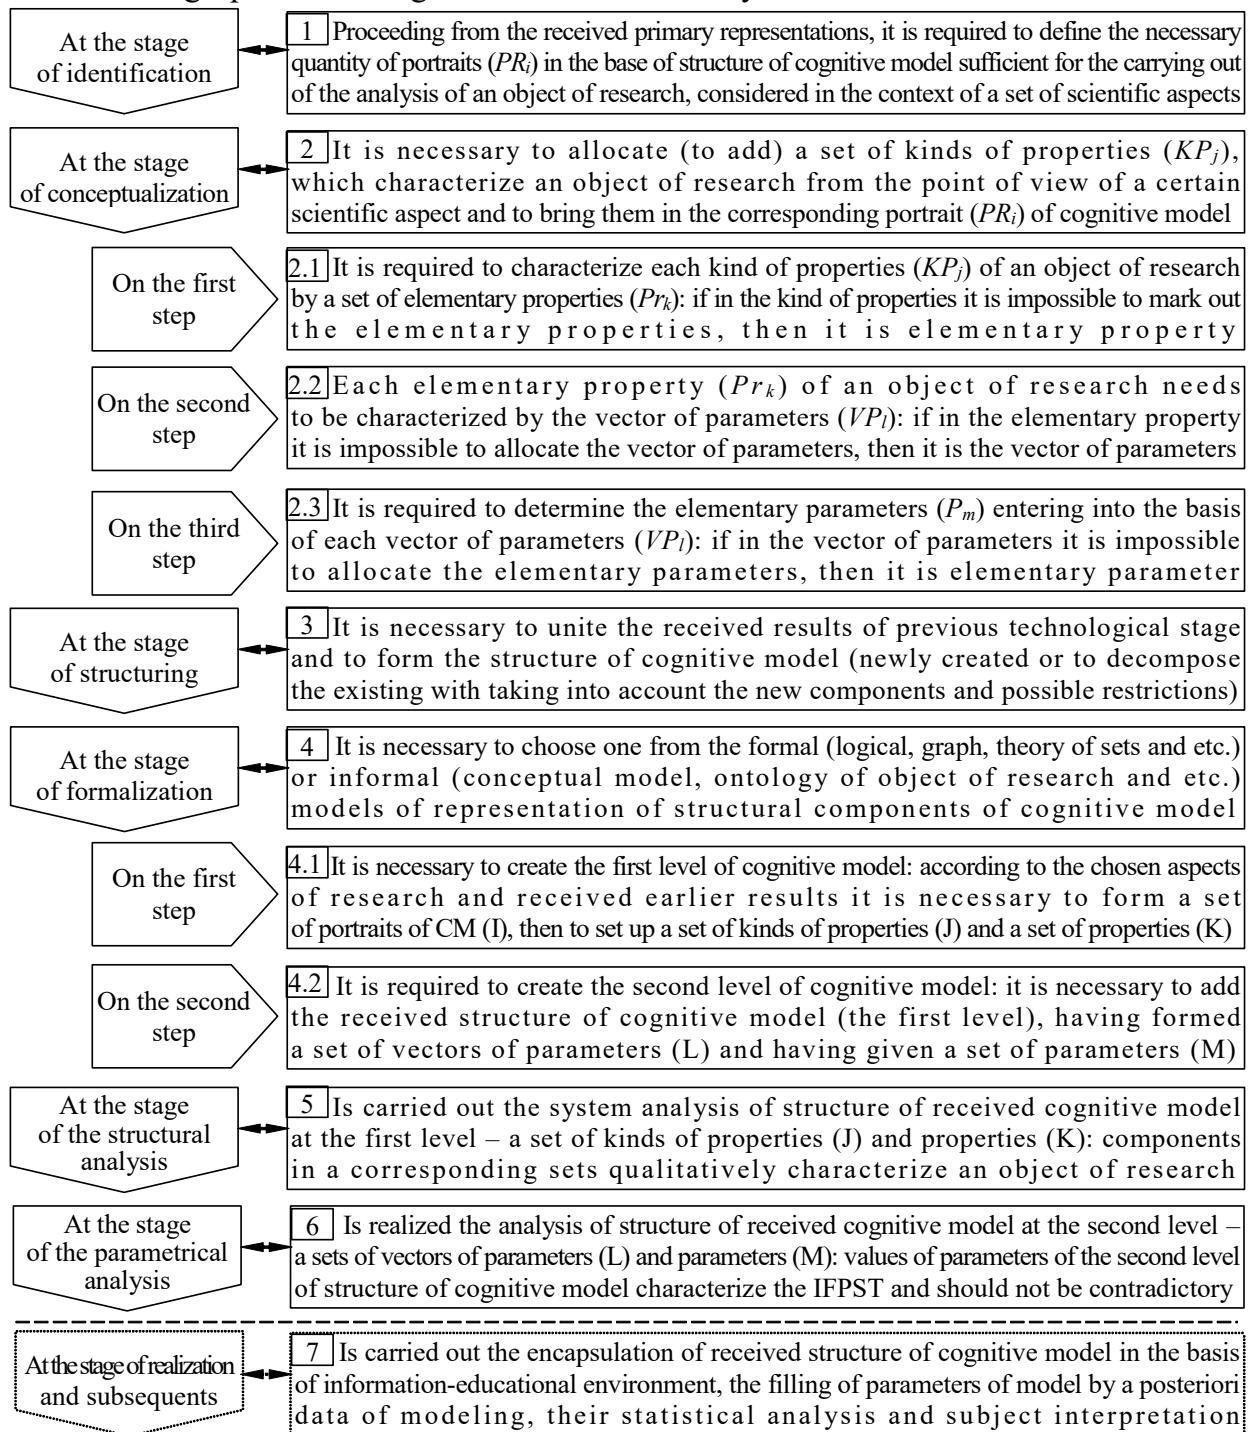 At the stage
of identification
1 Proceeding from the received primary representations, it is required to define the necessary
quantity of portraits (PRi) in the base of structure of cognitive model sufficient for the carrying out
of the analysis of an object of research, considered in the context of a set of scientific aspects
At the stage
of conceptualization
2 It is necessary to allocate (to add) a set of kinds of properties (KPj),
which characterize an object of research from the point of view of a certain
scientific aspect and to bring them in the corresponding portrait (PRi) of cognitive model
On the first
step
2.1 It is required to characterize each kind of properties (KPj) of an object of research
by a set of elementary properties (Prk): if in the kind of properties it is impossible to mark out
the elementary properties, then it is elementary property
On the second
step
2.2 Each elementary property (Prk) of an object of research needs
to be characterized by the vector of parameters (VPl): if in the elementary property
it is impossible to allocate the vector of parameters, then it is the vector of parameters
On the third
step
2.3 It is required to determine the elementary parameters (Pm) entering into the basis
of each vector of parameters (VPl): if in the vector of parameters it is impossible
to allocate the elementary parameters, then it is elementary parameter
At the stage
of structuring
3 It is necessary to unite the received results of previous technological stage
and to form the structure of cognitive model (newly created or to decompose
the existing with taking into account the new components and possible restrictions)
At the stage
of formalization
4 It is necessary to choose one from the formal (logical, graph, theory of sets and etc.)
or informal (conceptual model, ontology of object of research and etc.)
models of representation of structural components of cognitive model
On the first
step
4.1 It is necessary to create the first level of cognitive model: according to the chosen aspects
of research and received earlier results it is necessary to form a set
of portraits of CM (I), then to set up a set of kinds of properties (J) and a set of properties (K)
On the second
step
4.2 It is required to create the second level of cognitive model: it is necessary to add
the received structure of cognitive model (the first level), having formed
a set of vectors of parameters (L) and having given a set of parameters (M)
At the stage
of the structural
analysis
5 Is carried out the system analysis of structure of received cognitive model
at the first level – a set of kinds of properties (J) and properties (K): components
in a corresponding sets qualitatively characterize an object of research
At the stage
of the parametrical
analysis
6 Is realized the analysis of structure of received cognitive model at the second level –
a sets of vectors of parameters (L) and parameters (M): values of parameters of the second level
of structure of cognitive model characterize the IFPST and should not be contradictory
At the stage of realization
and subsequents
7 Is carried out the encapsulation of received structure of cognitive model in the basis
of information-educational environment, the filling of parameters of model by a posteriori
data of modeling, their statistical analysis and subject interpretation